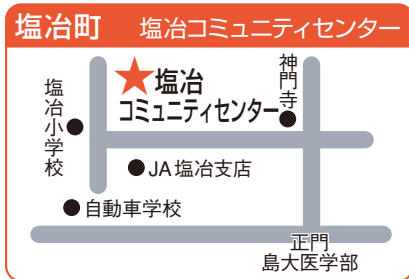 塩冶町 塩冶コミュニティセンター
塩冶
コミュニティセンター
神門寺
塩冶小学校
JA塩冶支店
自動車学校
正門
島大医学部